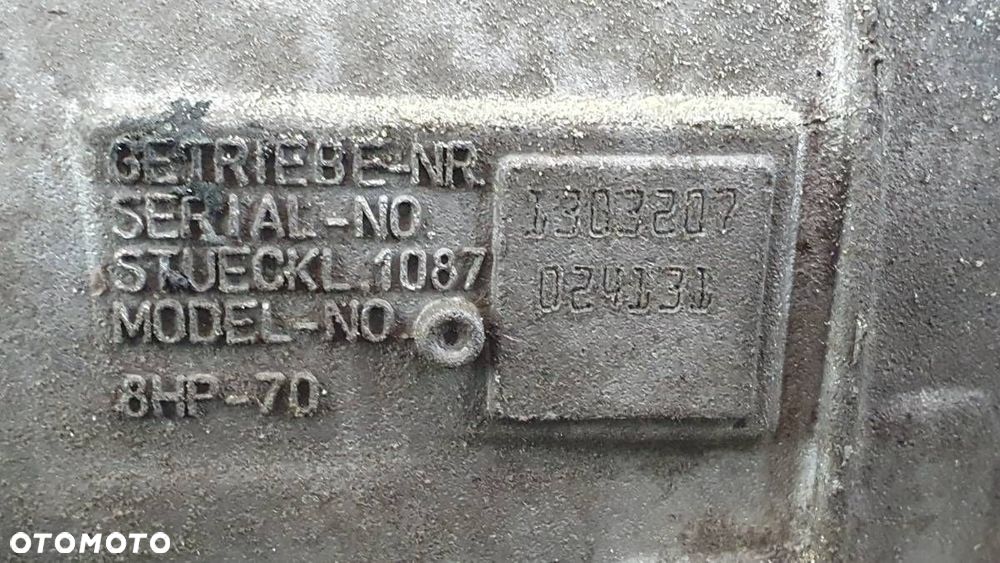 GETRIEBE-NR.
SERIAL-NO.
STUECKL.1087
MODEL-NO.
8HP-70
1303207
024131
OTOMOTO